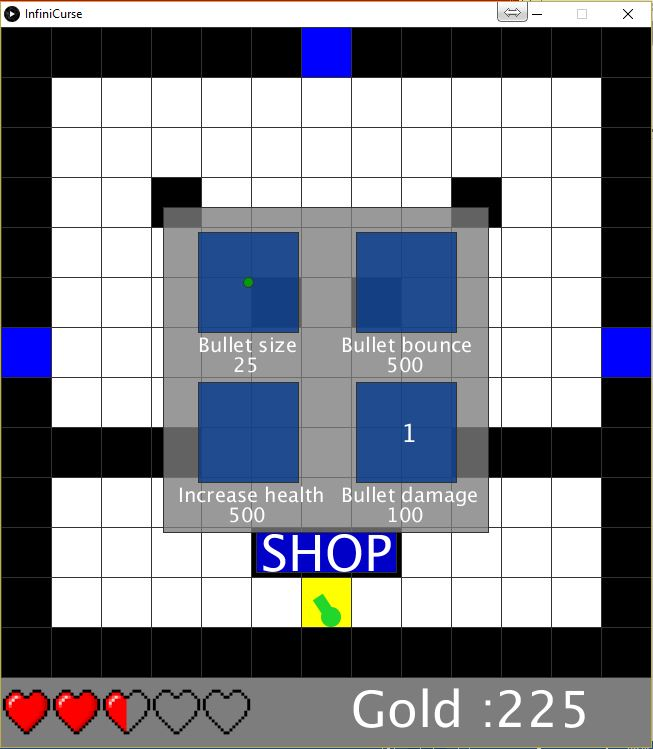 InfiniCurse
Bullet size
25
Bullet bounce
500
1
Increase health
500
Bullet damage
100
SHOP
Gold :225